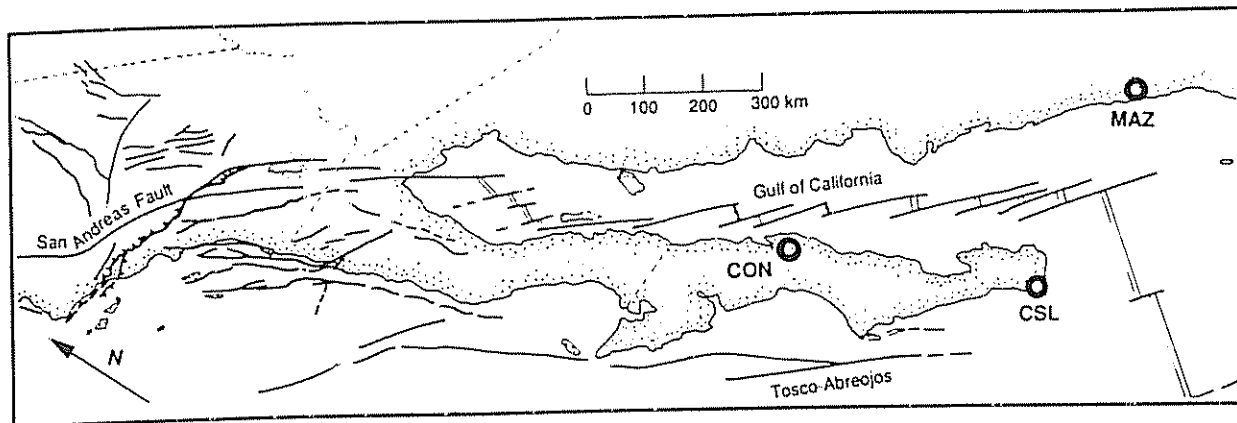 0 100 200 300 km
MAZ
Gulf of California
San Andreas Fault
CON
CSL
N
Tosco-Abreojos